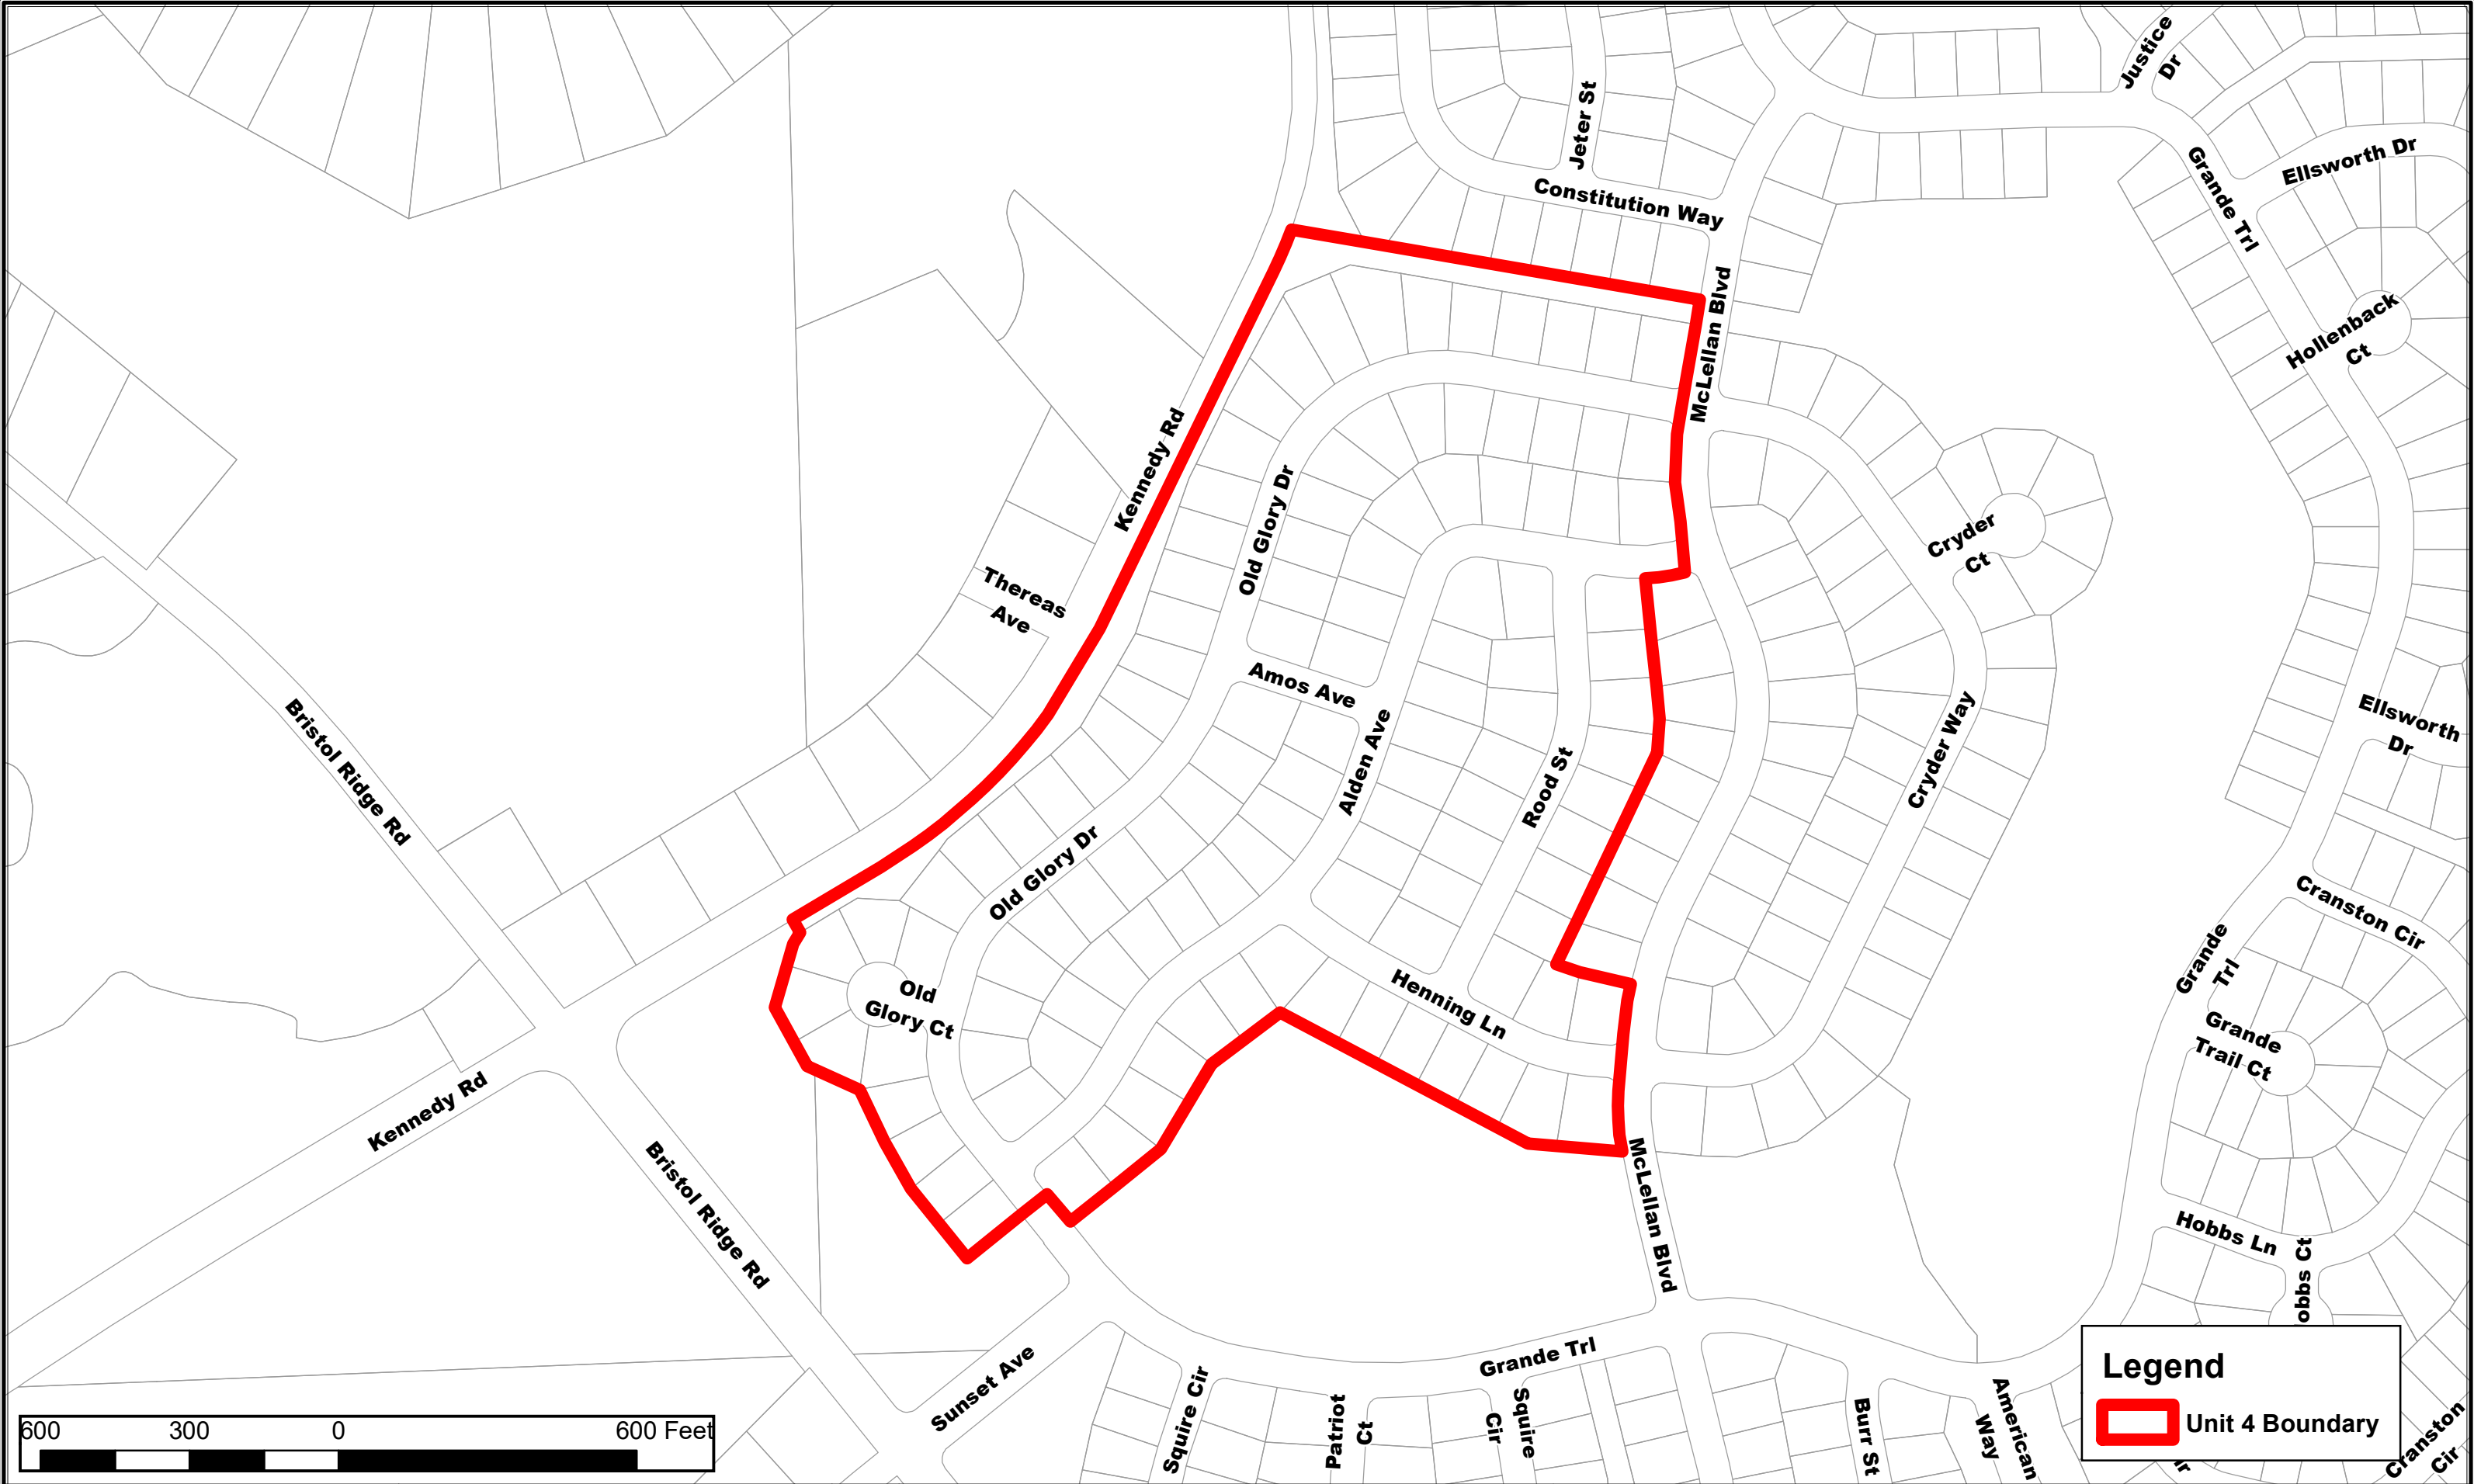 Justice
Dr
Jeter St
Ellsworth Dr
Grande Trl
Constitution Way
McLellan Blvd
Hollenback
Ct
Kennedy Rd
Old Glory Dr
Cryder
Ct
Thereas
Ave
Amos Ave
Alden Ave
Rood St
Cryder Way
Ellsworth
Dr
Bristol Ridge Rd
Old Glory Dr
Cranston Cir
Grande
Trl
Old
Glory Ct
Henning Ln
Grande
Trail Ct
Kennedy Rd
Bristol Ridge Rd
McLellan Blvd
Hobbs Ln
obbs Ct
Grande Trl
Sunset Ave
Squire Cir
Patriot
Ct
Squire
Cir
Burr St
American
Way
Cranston
Cir
Legend
Unit 4 Boundary
600 300 0 600 Feet